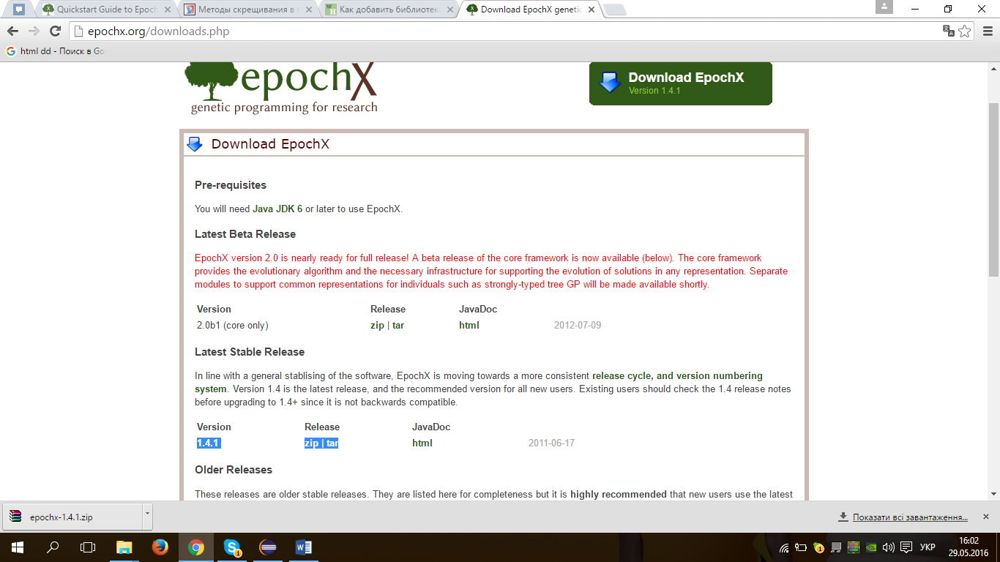 Quickstart Guide to Epoch
Методы скрещивания в
Как добавить библиотек
Download EpochX genetic
epochx.org/downloads.php
html dd - Поиск в Go
epochX
genetic programming for research
Download EpochX
Version 1.4.1
Download EpochX
Pre-requisites
You will need Java JDK 6 or later to use EpochX.
Latest Beta Release
EpochX version 2.0 is nearly ready for full release! A beta release of the core framework is now available (below). The core framework
provides the evolutionary algorithm and the necessary infrastructure for supporting the evolution of solutions in any representation. Separate
modules to support common representations for individuals such as strongly-typed tree GP will be made available shortly.
Version Release JavaDoc
2.0b1 (core only) zip | tar html 2012-07-09
Latest Stable Release
In line with a general stablising of the software, EpochX is moving towards a more consistent release cycle, and version numbering
system. Version 1.4 is the latest release, and the recommended version for all new users. Existing users should check the 1.4 release notes
before upgrading to 1.4+ since it is not backwards compatible.
Version Release JavaDoc
1.4.1 zip | tar html 2011-06-17
Older Releases
These releases are older stable releases. They are listed here for completeness but it is highly recommended that new users use the latest
epochx-1.4.1.zip
Показати всі завантаження...
УКР
16:02
29.05.2016